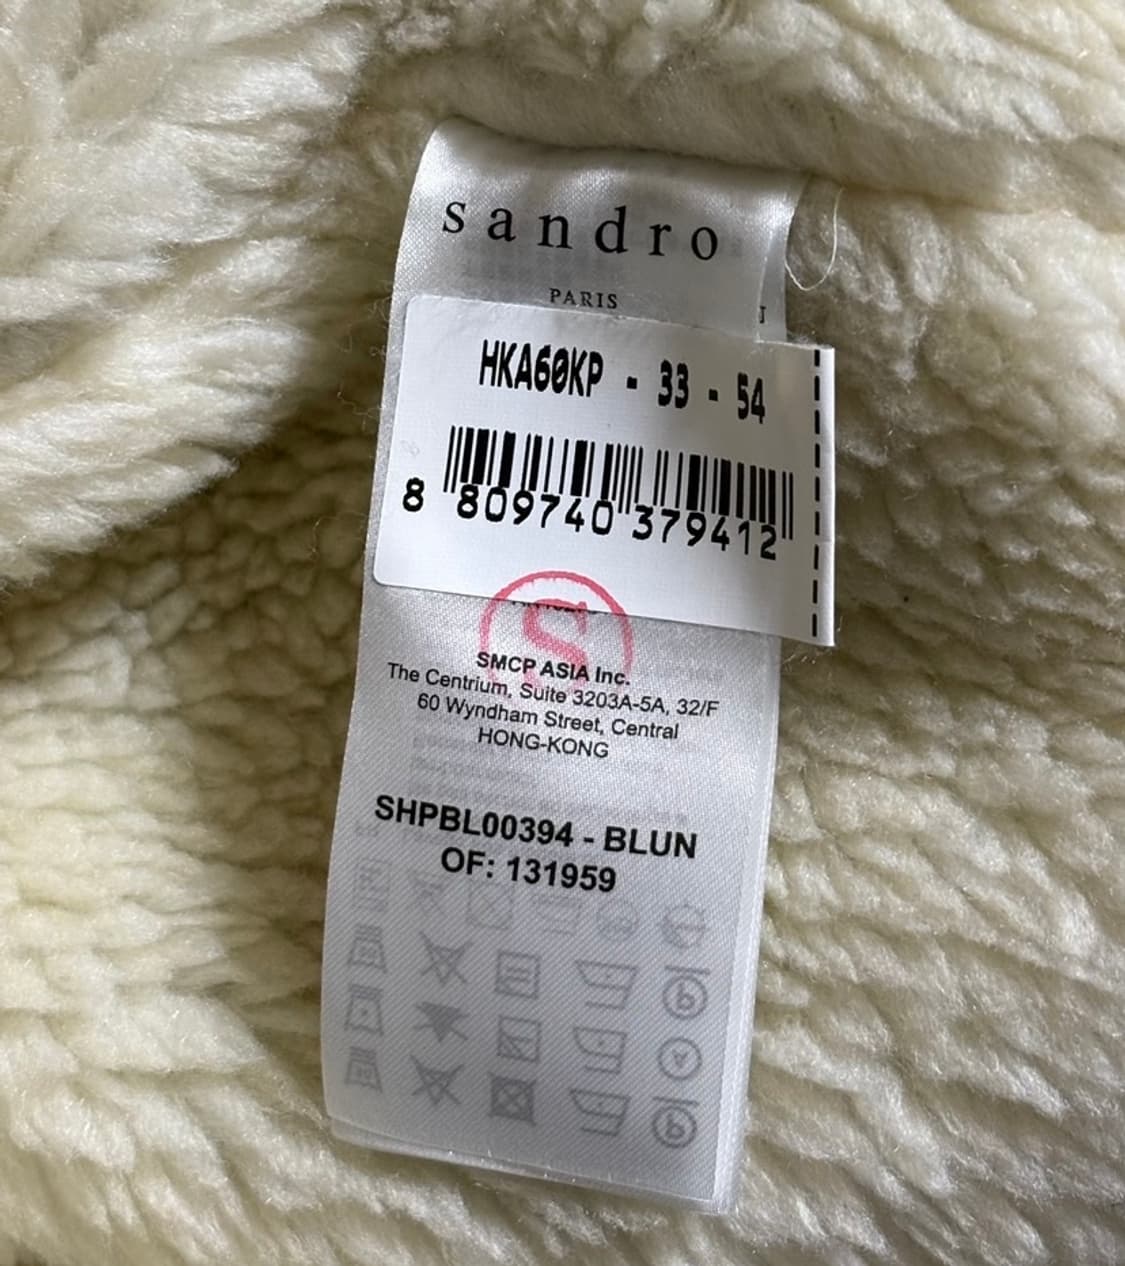 sandro
PARIS
HKA60KP - 33 - 54
8 809740 379412
S
SMCP ASIA Inc.
The Centrium, Suite 3203A-5A, 32/F
60 Wyndham Street, Central
HONG-KONG
SHPBL00394 - BLUN
OF: 131959